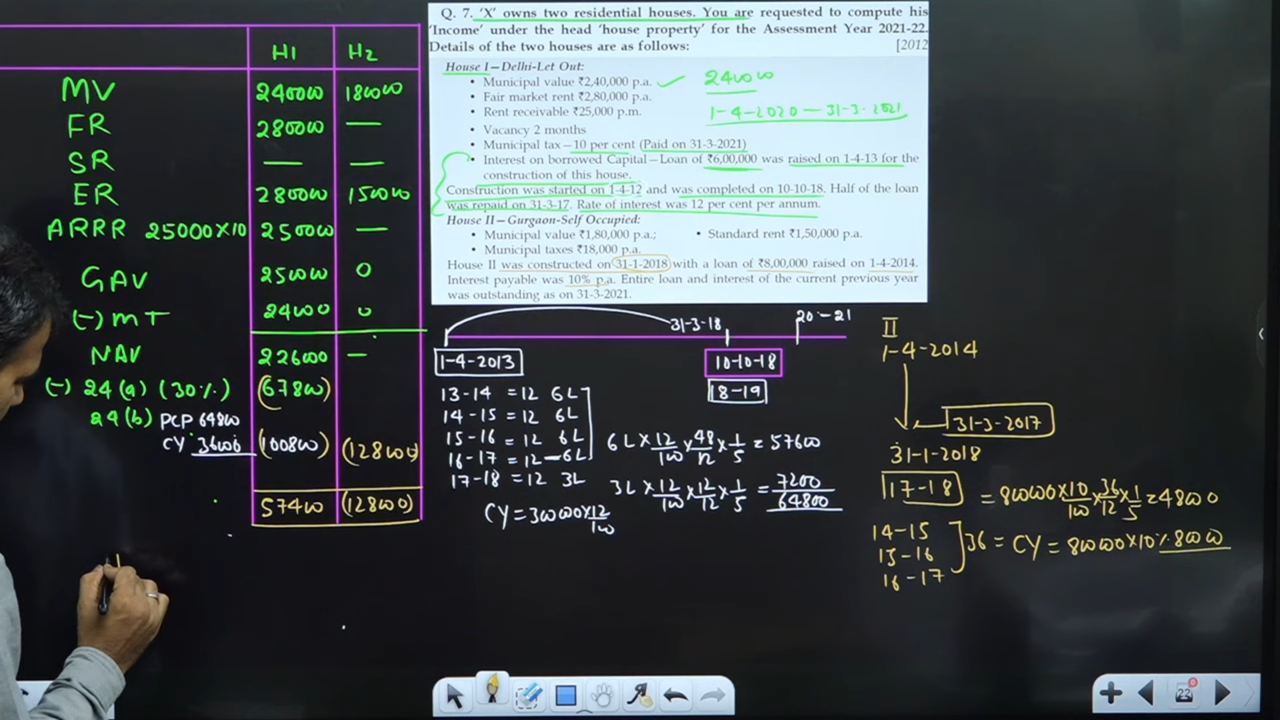 Q. 7. 'X' owns two residential houses. You are requested to compute his
'Income' under the head 'house property' for the Assessment Year 2021-22.
Details of the two houses are as follows: [2012
House I—Delhi-Let Out:
• Municipal value ₹2,40,000 p.a. ✓ 240000
• Fair market rent ₹2,80,000 p.a.
• Rent receivable ₹25,000 p.m. 1-4-2020 — 31-3-2021
• Vacancy 2 months
• Municipal tax—10 per cent (Paid on 31-3-2021)
• Interest on borrowed Capital—Loan of ₹6,00,000 was raised on 1-4-13 for the
construction of this house.
Construction was started on 1-4-12 and was completed on 10-10-18. Half of the loan
was repaid on 31-3-17. Rate of interest was 12 per cent per annum.
House II—Gurgaon-Self Occupied:
• Municipal value ₹1,80,000 p.a.; • Standard rent ₹1,50,000 p.a.
• Municipal taxes ₹18,000 p.a.
House II was constructed on 31-1-2018 with a loan of ₹8,00,000 raised on 1-4-2014.
Interest payable was 10% p.a. Entire loan and interest of the current previous year
was outstanding as on 31-3-2021.
H1 H2
MV 240000 180000
FR 280000 —
SR — —
ER 280000 150000
ARRR 25000×10 250000 —
GAV 250000 0
(-) mT 24000 0
NAV 226000 —
(-) 24(a) (30%) (67800)
24(b) PCP 64800
CY 36000 (100800) (128000)
57400 (12800)
31-3-18 20-21
1-4-2013 10-10-18
18-19
13-14 = 12 6L
14-15 = 12 6L
15-16 = 12 6L
16-17 = 12 6L
17-18 = 12 3L
6L × 12/100 × 48/12 × 1/5 = 57600
3L × 12/100 × 12/12 × 1/5 = 7200
64800
CY = 300000 × 12/100
II
1-4-2014
31-3-2017
31-1-2018
17-18 = 800000 × 10/100 × 36/12 × 1/5 = 48000
14-15
15-16 ] 36 = CY = 800000 × 10% 80000
16-17
22